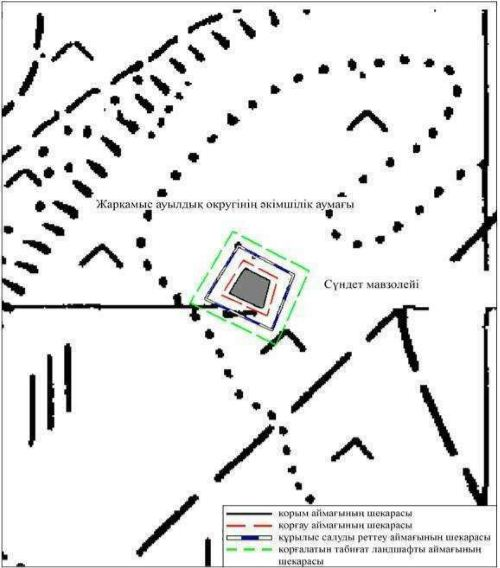 Жарқамыс ауылдық округінің әкімшілік аумағы
Сүндет мавзолейі
қорым аймағының шекарасы
қорғау аймағының шекарасы
құрылыс салуды реттеу аймағының шекарасы
қорғалатын табиғат ландшафты аймағының
шекарасы